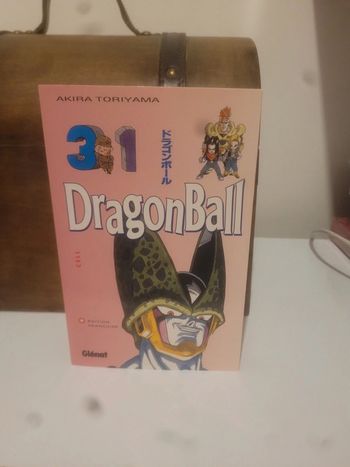 AKIRA TORIYAMA
31
ドラゴンボール
DragonBall
CELL
ÉDITION
FRANÇAISE
Glénat